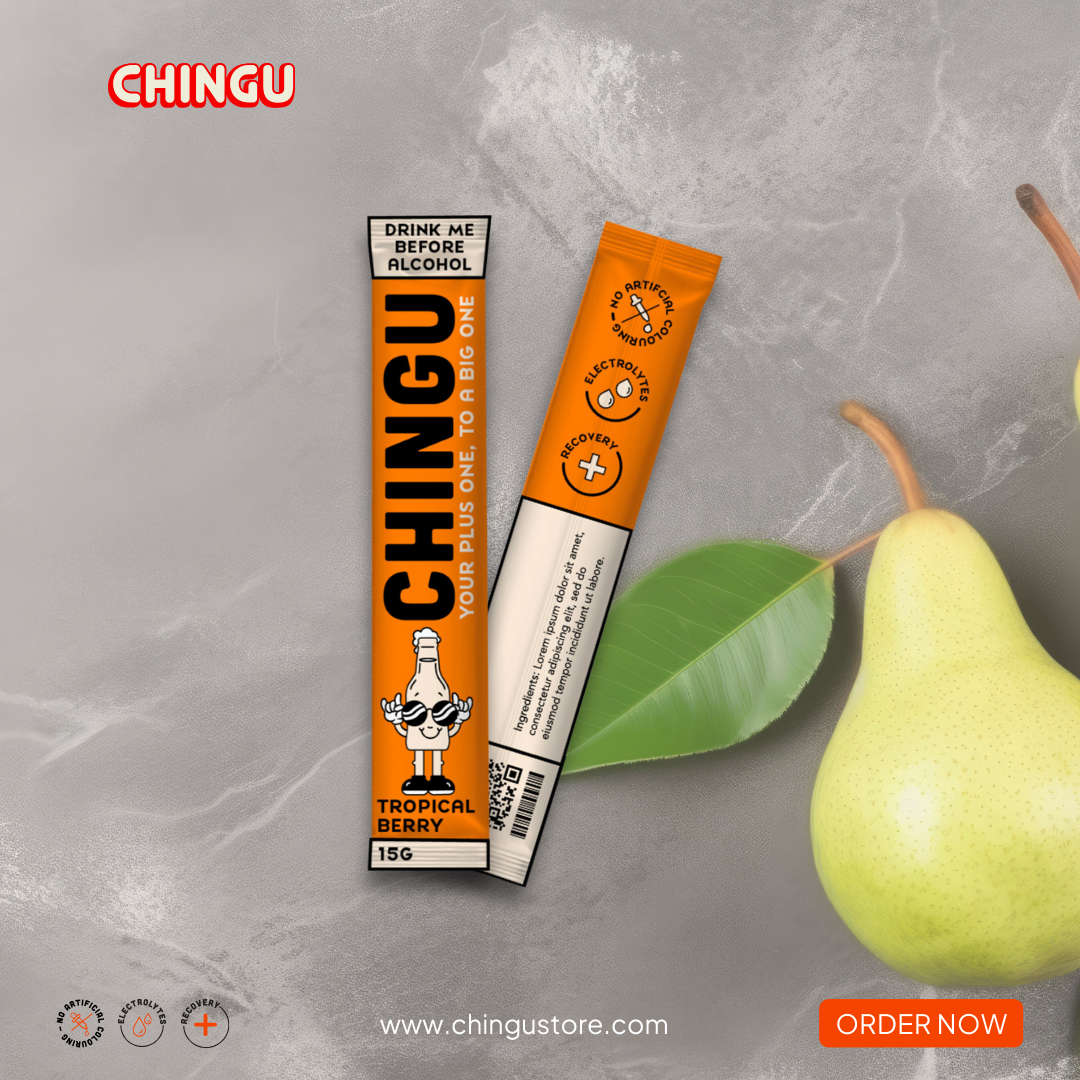 CHINGU
DRINK ME
BEFORE
ALCOHOL
CHINGU
YOUR PLUS ONE, TO A BIG ONE
TROPICAL
BERRY
15G
NO ARTIFCIAL COLOURING
ELECTROLYTES
RECOVERY
Ingredients: Lorem ipsum dolor sit amet,
consectetur adipiscing elit, sed do
eiusmod tempor incididunt ut labore.
NO ARTIFICIAL COLOURING
ELECTROLYTES
RECOVERY
www.chingustore.com
ORDER NOW